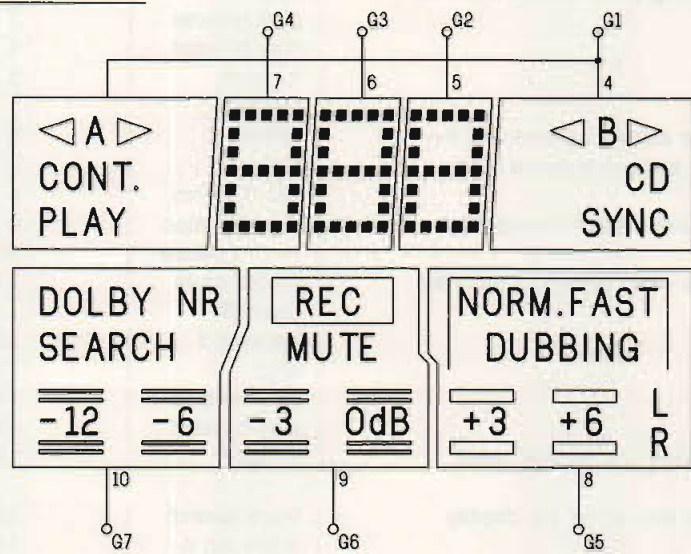 G4 G3 G2 G1
7 6 5 4
◁ A ▷ 888 ◁ B ▷
CONT. CD
PLAY SYNC
DOLBY NR REC NORM.FAST
SEARCH MUTE DUBBING
-12 -6 -3 0dB +3 +6 L
R
10 9 8
G7 G6 G5